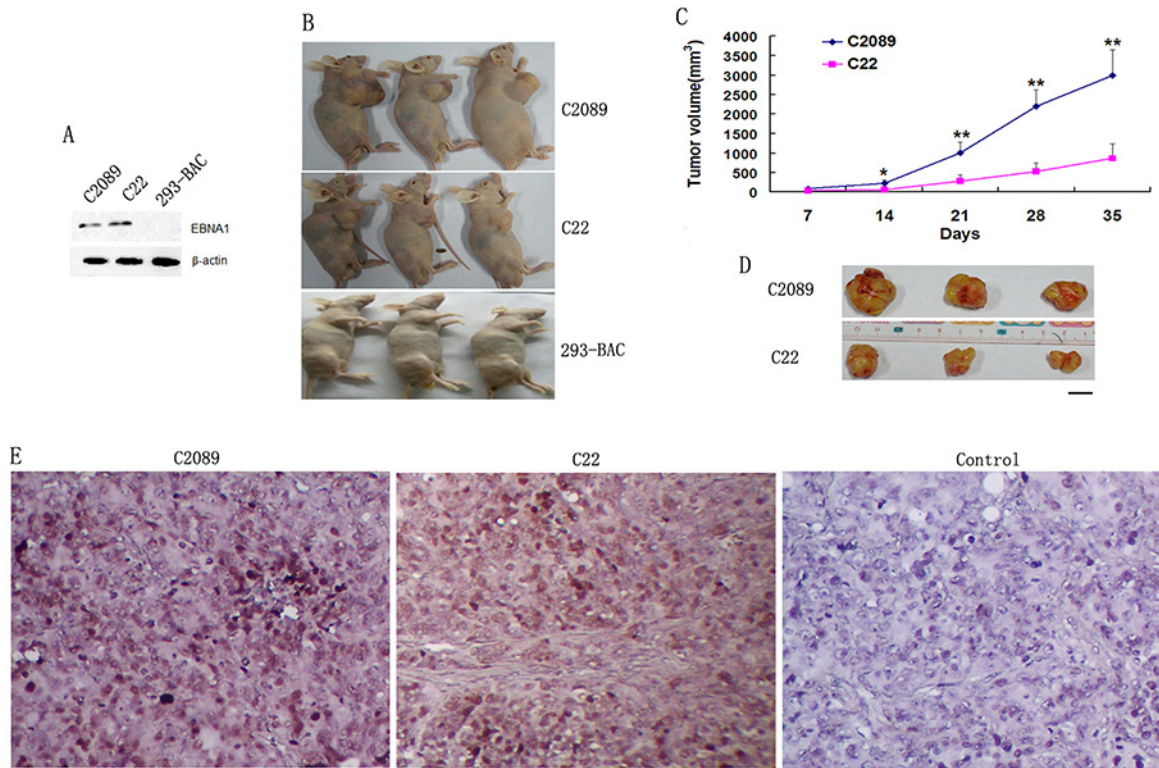 A
C2089
C22
293-BAC
EBNA1
β-actin
B
C2089
C22
293-BAC
C
Tumor volume(mm³)
4000
3500
3000
2500
2000
1500
1000
500
0
C2089
C22
*
**
**
**
7 14 21 28 35
Days
D
C2089
C22
E
C2089 C22 Control